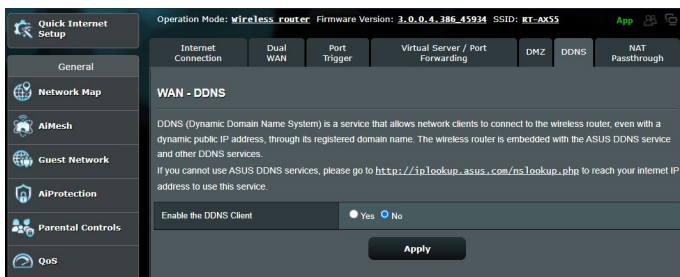 Quick Internet
Setup
Operation Mode: Wireless router Firmware Version: 3.0.0.4.386_45934 SSID: RT-AX55
App
General
Network Map
AiMesh
Guest Network
AiProtection
Parental Controls
QoS
Internet
Connection
Dual
WAN
Port
Trigger
Virtual Server / Port
Forwarding
DMZ
DDNS
NAT
Passthrough
WAN - DDNS
DDNS (Dynamic Domain Name System) is a service that allows network clients to connect to the wireless router, even with a
dynamic public IP address, through its registered domain name. The wireless router is embedded with the ASUS DDNS service
and other DDNS services.
If you cannot use ASUS DDNS services, please go to http://iplookup.asus.com/nslookup.php to reach your internet IP
address to use this service.
Enable the DDNS Client
Yes No
Apply